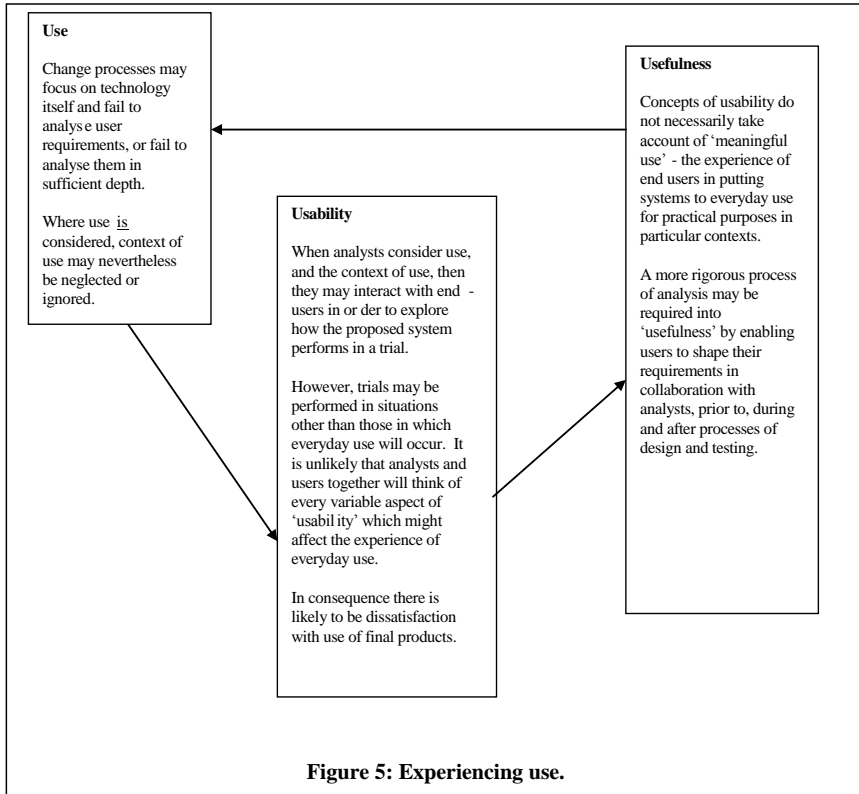 Use
Change processes may
focus on technology
itself and fail to
analyse user
requirements, or fail to
analyse them in
sufficient depth.
Where use is
considered, context of
use may nevertheless
be neglected or
ignored.
Usability
When analysts consider use,
and the context of use, then
they may interact with end -
users in or der to explore
how the proposed system
performs in a trial.
However, trials may be
performed in situations
other than those in which
everyday use will occur. It
is unlikely that analysts and
users together will think of
every variable aspect of
‘usabil ity’ which might
affect the experience of
everyday use.
In consequence there is
likely to be dissatisfaction
with use of final products.
Usefulness
Concepts of usability do
not necessarily take
account of ‘meaningful
use’ - the experience of
end users in putting
systems to everyday use
for practical purposes in
particular contexts.
A more rigorous process
of analysis may be
required into
‘usefulness’ by enabling
users to shape their
requirements in
collaboration with
analysts, prior to, during
and after processes of
design and testing.
Figure 5: Experiencing use.